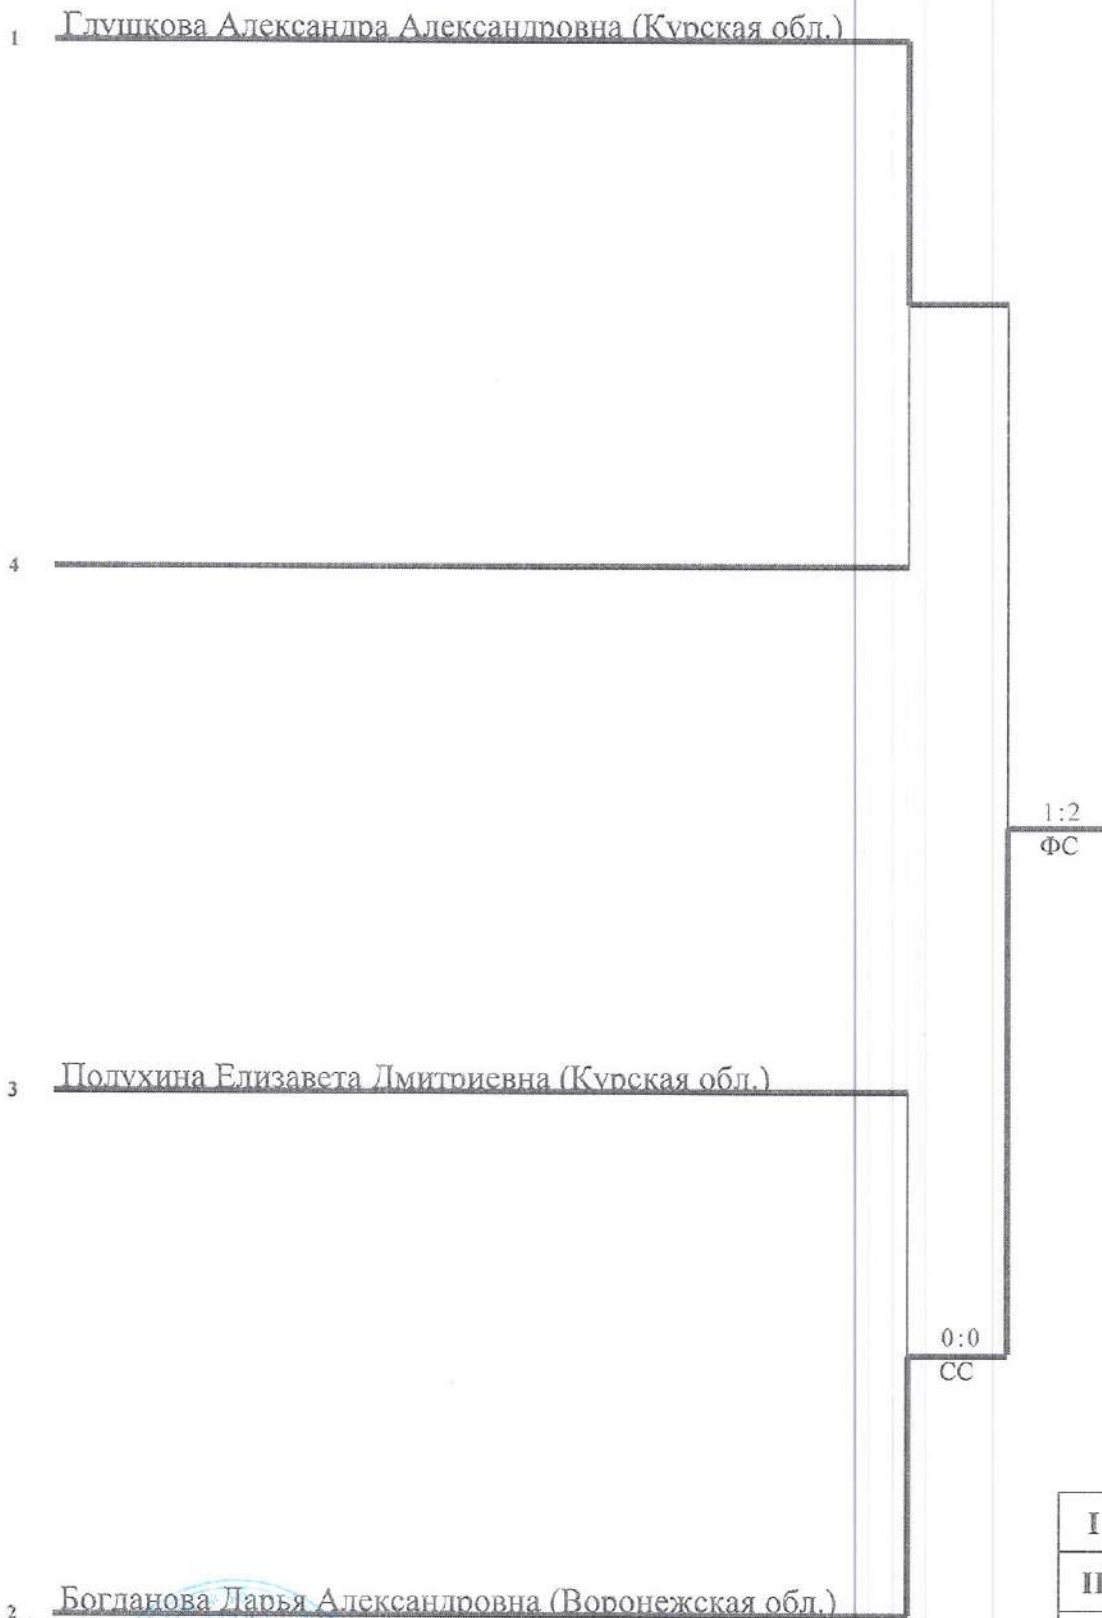 1 Глушкова Александра Александровна (Курская обл.)
4
1:2
ФС
3 Полухина Елизавета Дмитриевна (Курская обл.)
0:0
СС
I
II
2 Богданова Дарья Александровна (Воронежская обл.)